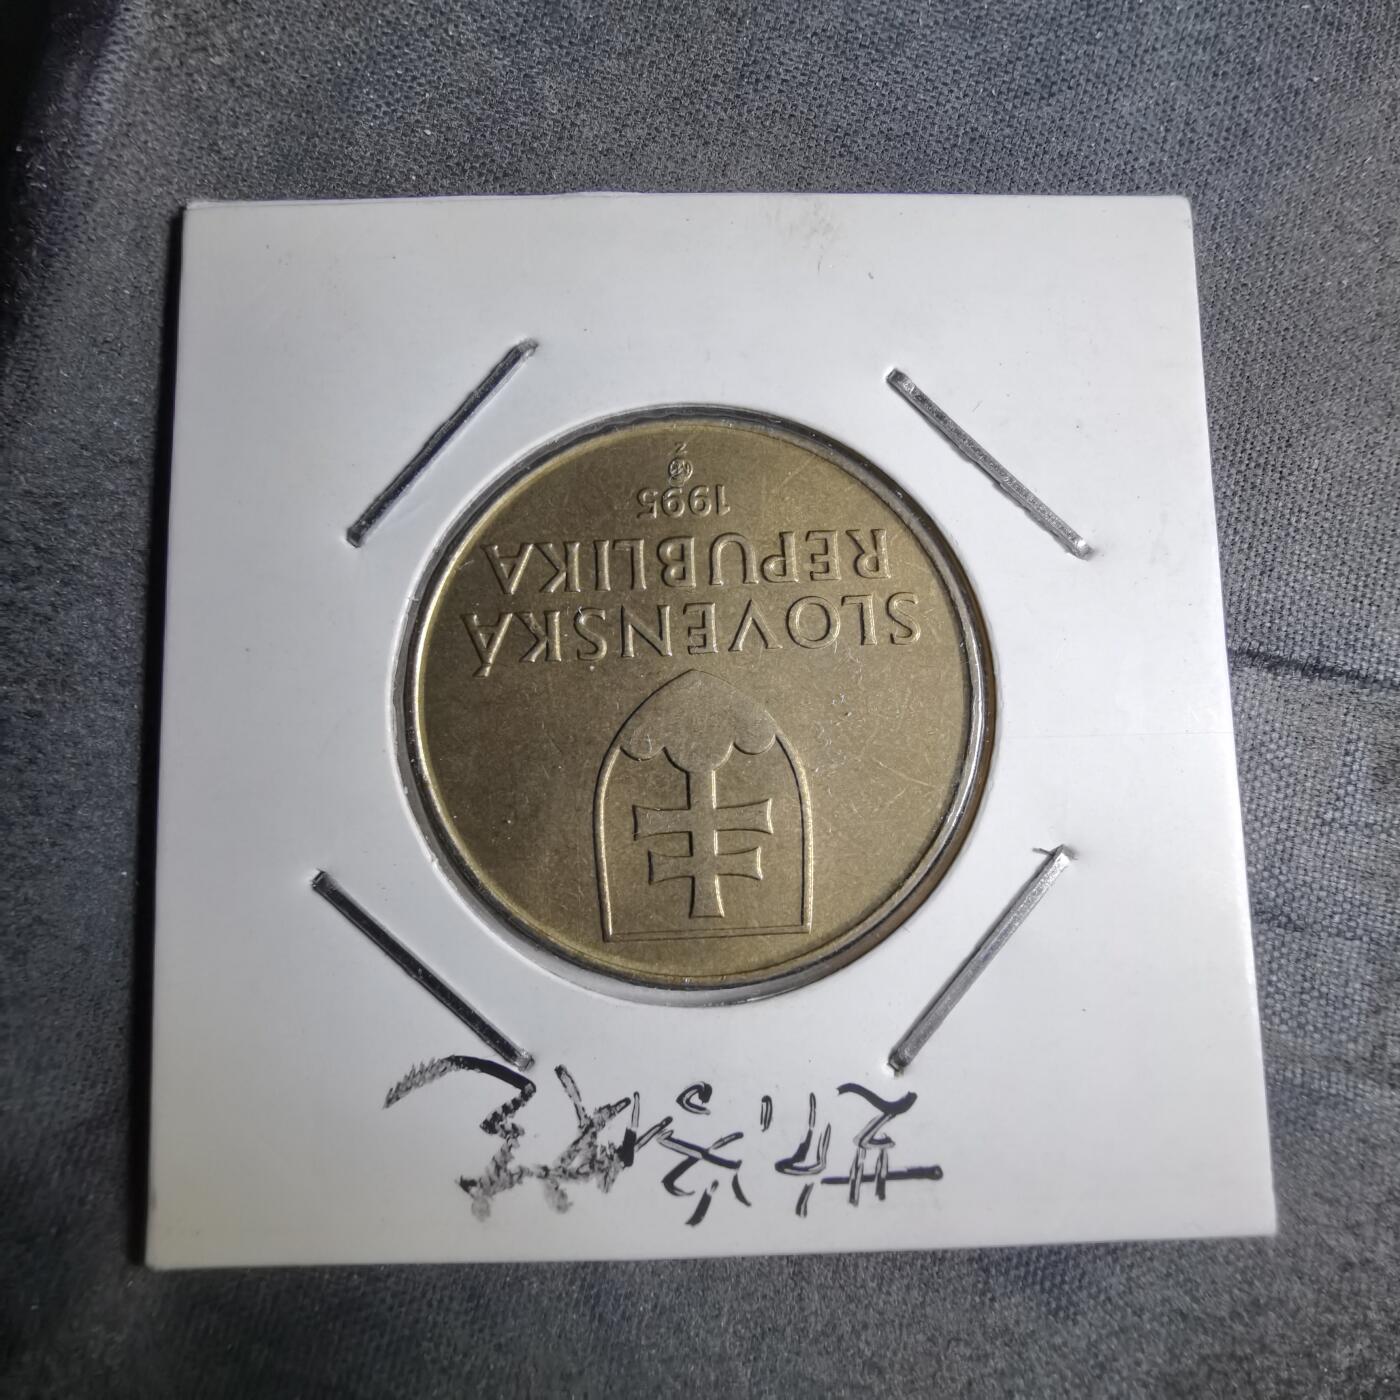 斯洛伐克
SLOVENSKÁ
REPUBLIKA
1995